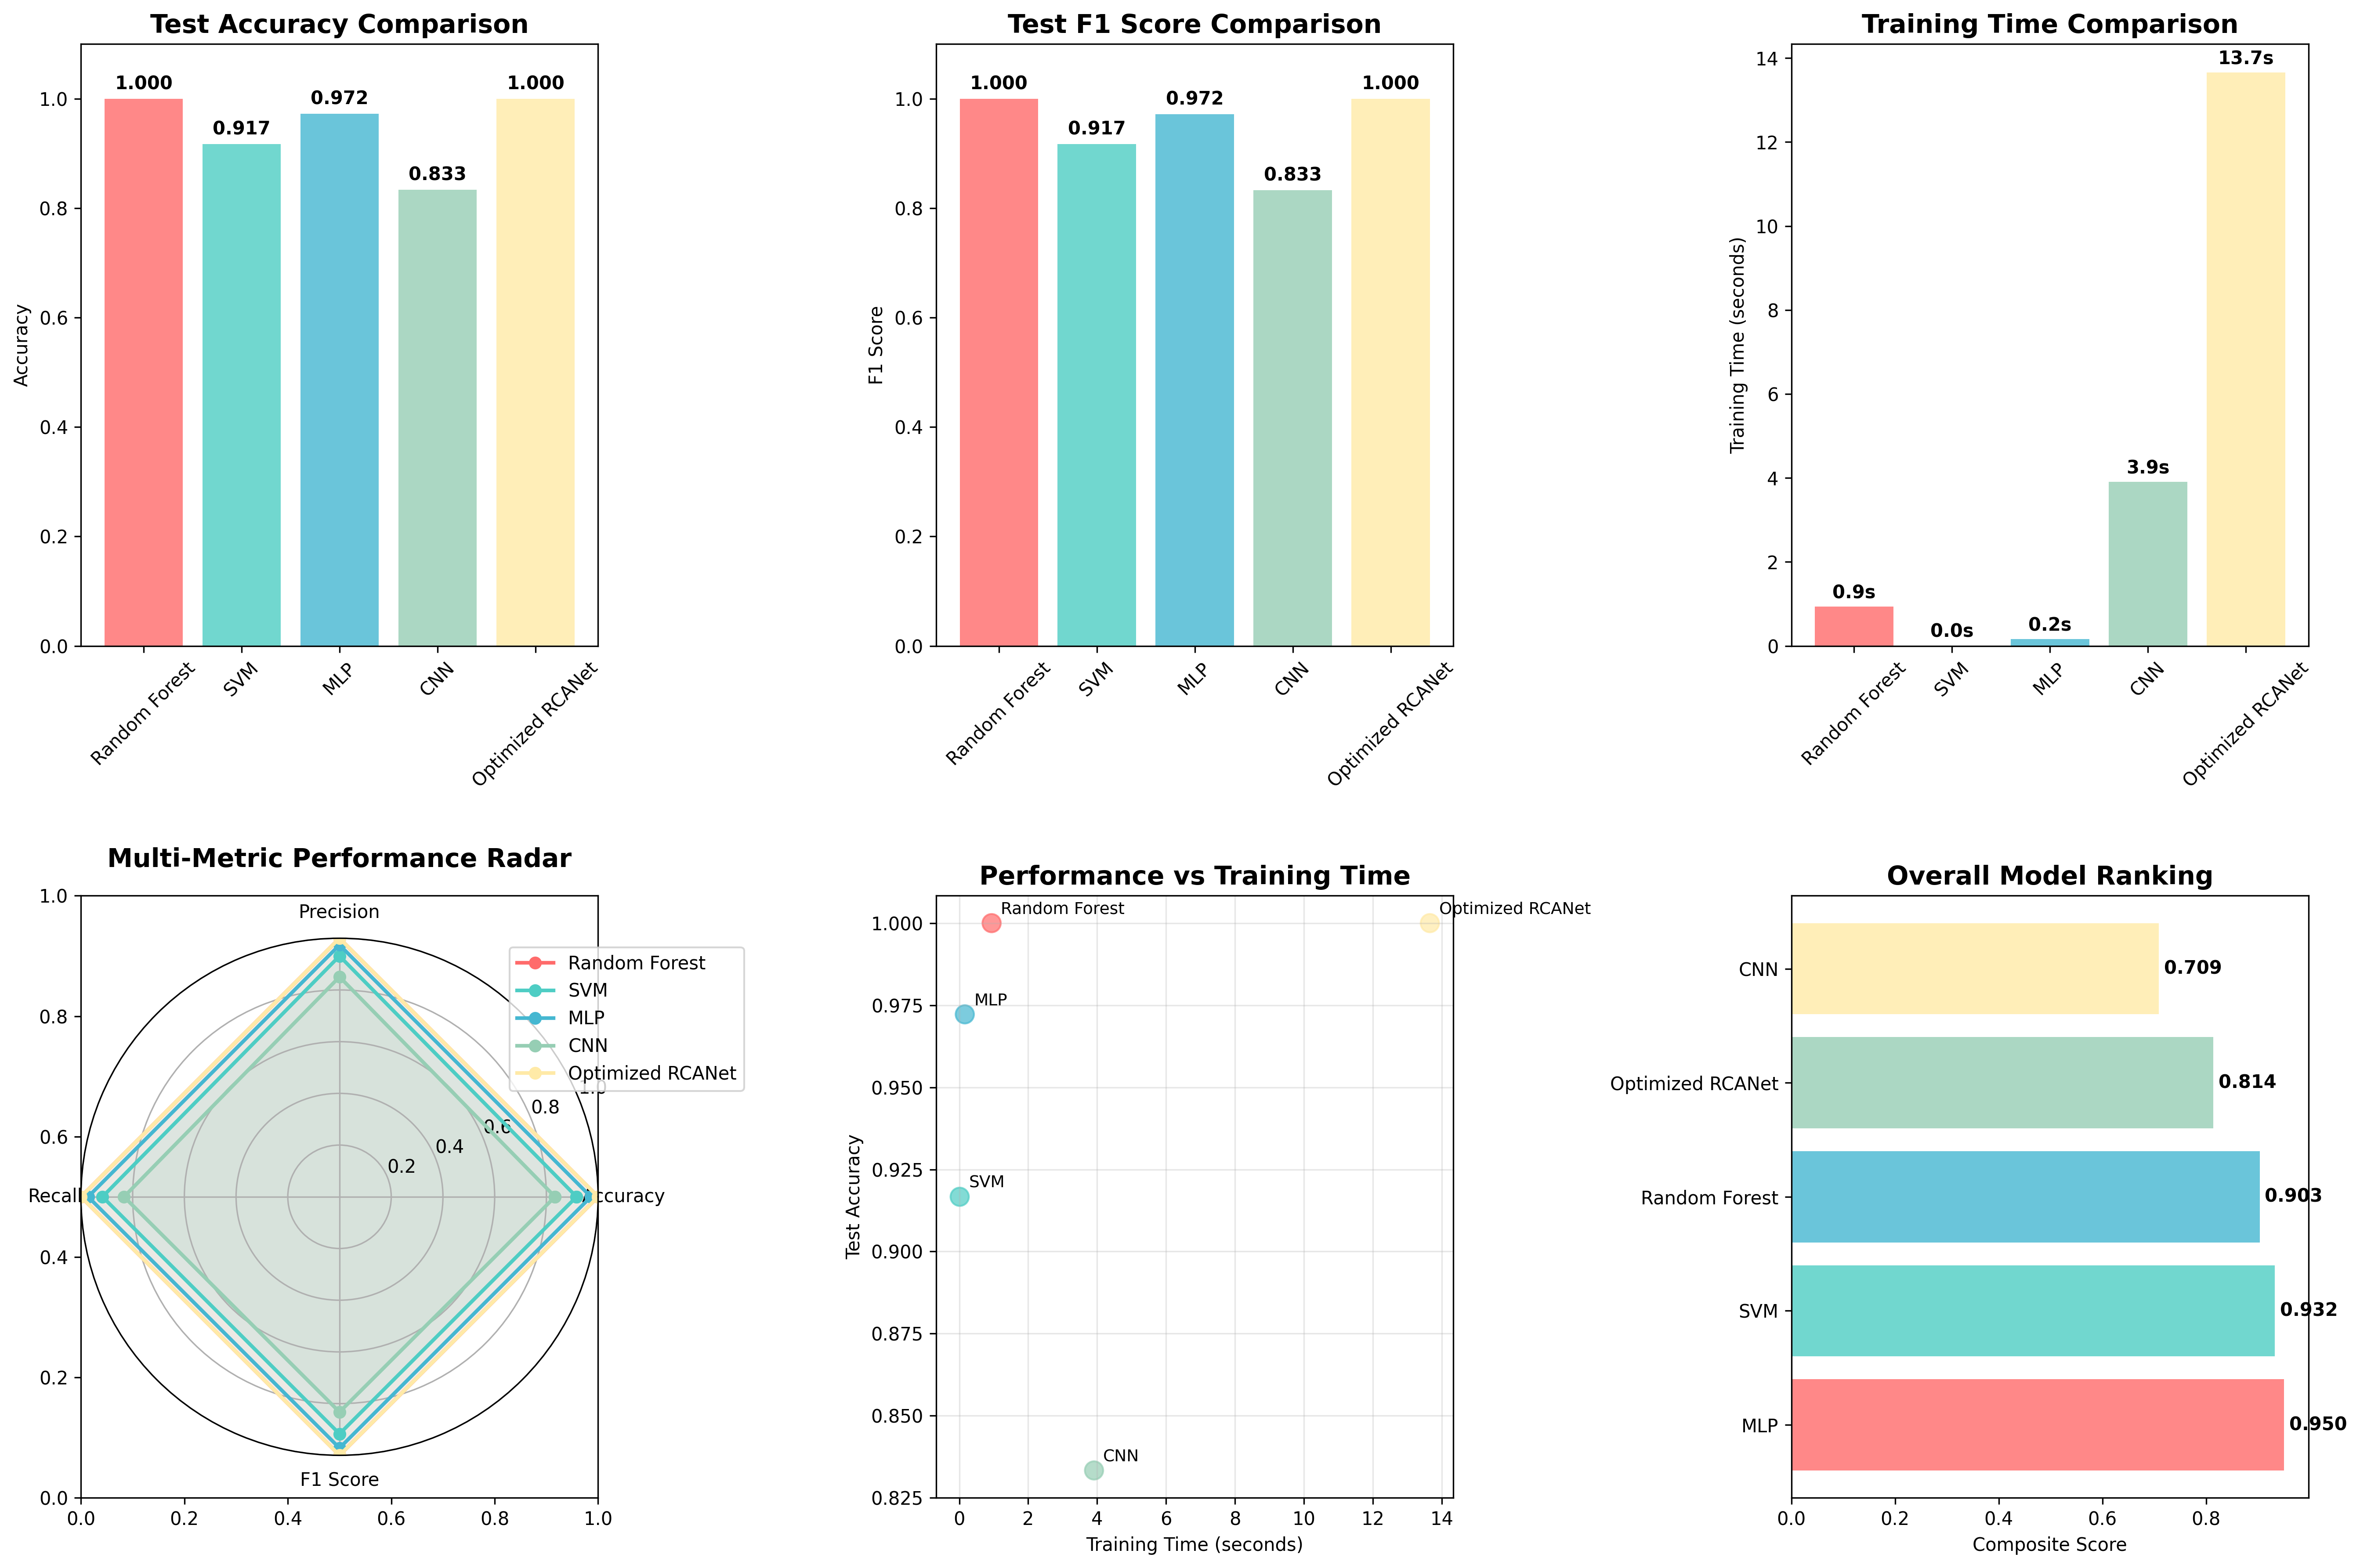 Test Accuracy Comparison
Accuracy
1.0
0.8
0.6
0.4
0.2
0.0
1.000
0.917
0.972
0.833
1.000
Random Forest
SVM
MLP
CNN
Optimized RCANet
Test F1 Score Comparison
F1 Score
1.0
0.8
0.6
0.4
0.2
0.0
1.000
0.917
0.972
0.833
1.000
Random Forest
SVM
MLP
CNN
Optimized RCANet
Training Time Comparison
Training Time (seconds)
14
12
10
8
6
4
2
0
0.9s
0.0s
0.2s
3.9s
13.7s
Random Forest
SVM
MLP
CNN
Optimized RCANet
Multi-Metric Performance Radar
1.0
0.8
0.6
0.4
0.2
0.0
0.0
0.2
0.4
0.6
0.8
1.0
Precision
Recall
Accuracy
F1 Score
0.2
0.4
0.6
0.8
1.0
Random Forest
SVM
MLP
CNN
Optimized RCANet
Performance vs Training Time
Test Accuracy
1.000
0.975
0.950
0.925
0.900
0.875
0.850
0.825
Random Forest
Optimized RCANet
MLP
SVM
CNN
0
2
4
6
8
10
12
14
Training Time (seconds)
Overall Model Ranking
CNN
0.709
Optimized RCANet
0.814
Random Forest
0.903
SVM
0.932
MLP
0.950
0.0
0.2
0.4
0.6
0.8
Composite Score